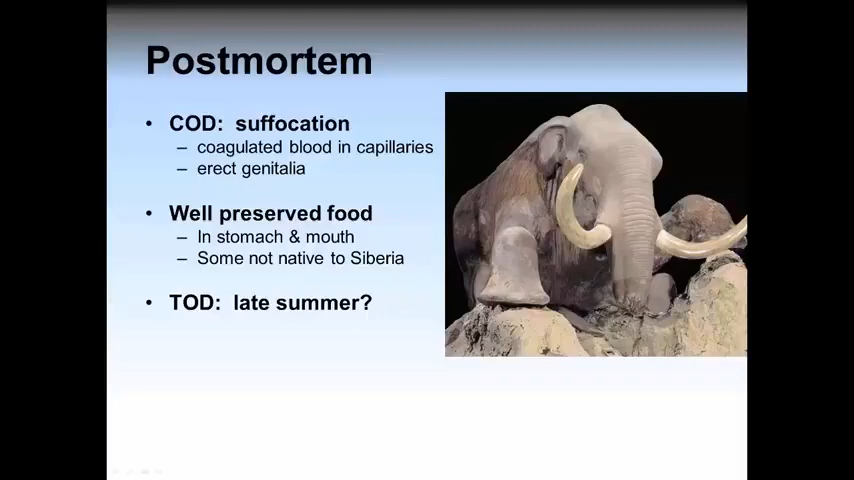 Postmortem
• COD: suffocation
– coagulated blood in capillaries
– erect genitalia
• Well preserved food
– In stomach & mouth
– Some not native to Siberia
• TOD: late summer?